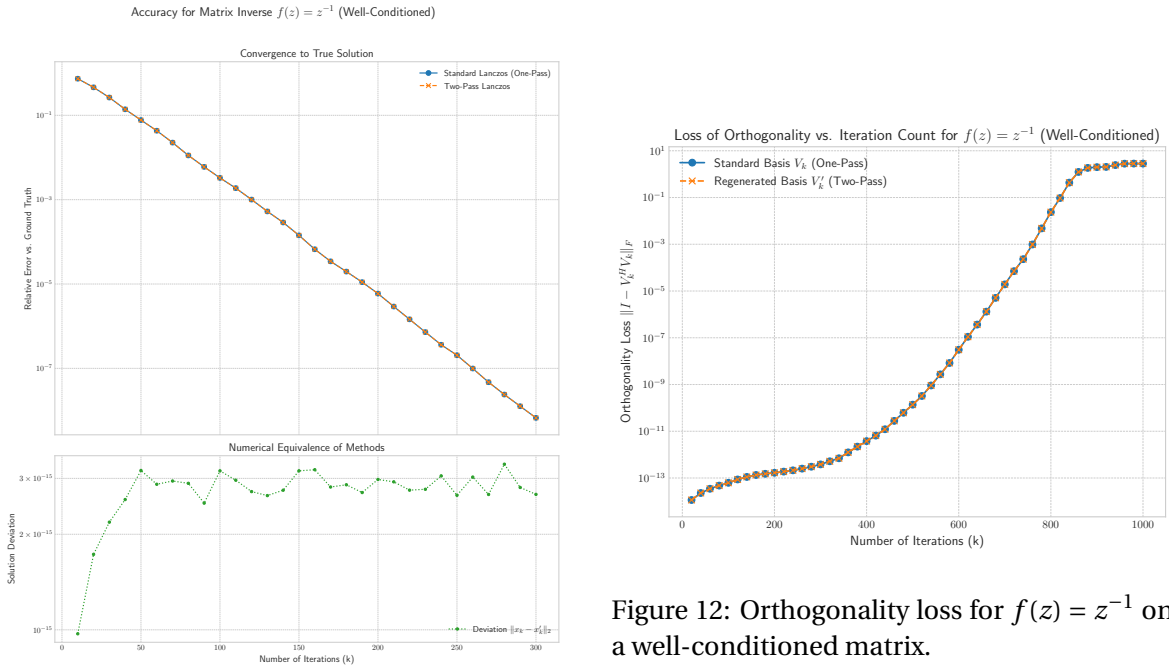 Accuracy for Matrix Inverse f(z) = z⁻¹ (Well-Conditioned)
Convergence to True Solution
Standard Lanczos (One-Pass)
Two-Pass Lanczos
Relative Error vs. Ground Truth
10⁻¹
10⁻³
10⁻⁵
10⁻⁷
Numerical Equivalence of Methods
Solution Deviation
3 × 10⁻¹⁵
2 × 10⁻¹⁵
10⁻¹⁵
Deviation ‖x_k − x′_k‖₂
0 50 100 150 200 250 300
Number of Iterations (k)
Loss of Orthogonality vs. Iteration Count for f(z) = z⁻¹ (Well-Conditioned)
Standard Basis V_k (One-Pass)
Regenerated Basis V′_k (Two-Pass)
Orthogonality Loss ‖I − V_k^H V_k‖_F
10¹
10⁻¹
10⁻³
10⁻⁵
10⁻⁷
10⁻⁹
10⁻¹¹
10⁻¹³
0 200 400 600 800 1000
Number of Iterations (k)
Figure 12: Orthogonality loss for f(z) = z⁻¹ on
a well-conditioned matrix.